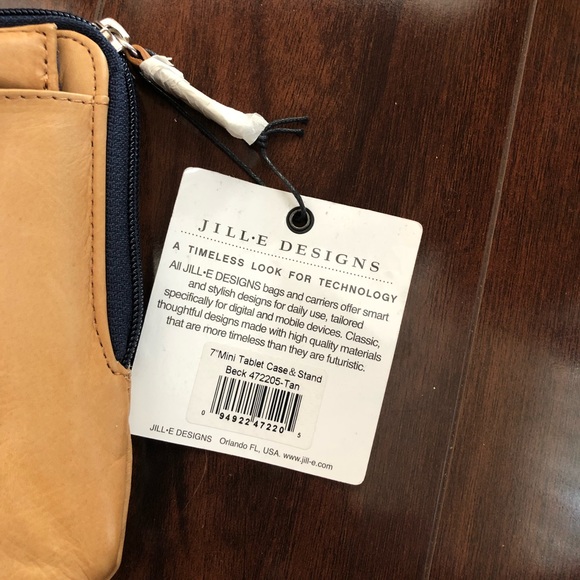 JILL·E DESIGNS
A TIMELESS LOOK FOR TECHNOLOGY
All JILL·E DESIGNS bags and carriers offer smart
and stylish designs for daily use, tailored
specifically for digital and mobile devices. Classic,
thoughtful designs made with high quality materials
that are more timeless than they are futuristic.
7"Mini Tablet Case & Stand
Beck 472205-Tan
0 94922 47220 5
JILL·E DESIGNS Orlando FL, USA. www.jill-e.com